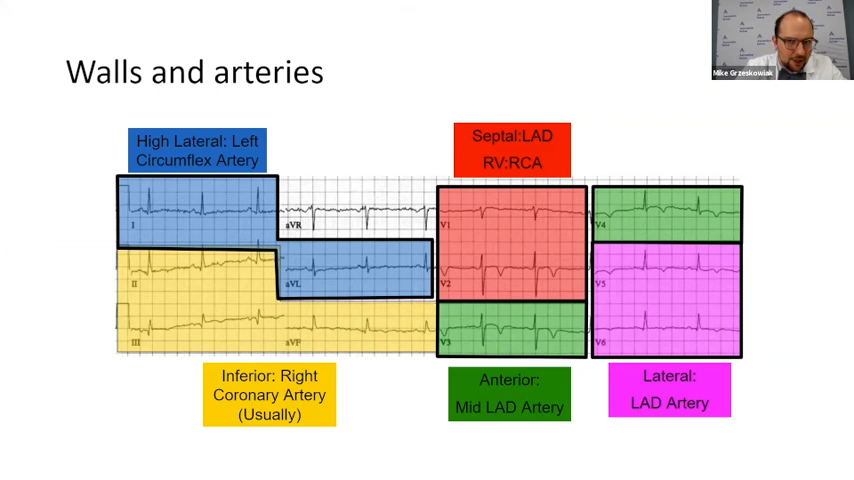 Walls and arteries
Mike Grzeskowiak
High Lateral: Left
Circumflex Artery
Septal:LAD
RV:RCA
I
aVR
V1
V4
II
aVL
V2
V5
III
aVF
V3
V6
Inferior: Right
Coronary Artery
(Usually)
Anterior:
Mid LAD Artery
Lateral:
LAD Artery